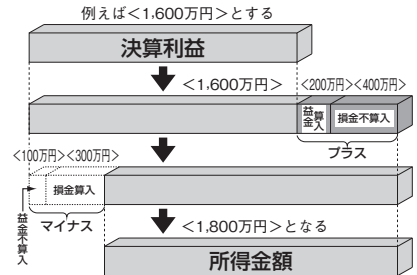 例えば<1,600万円>とする
決算利益
<1,600万円>
<200万円><400万円>
益金算入
損金不算入
プラス
<100万円><300万円>
損金算入
益金不算入
マイナス
<1,800万円>となる
所得金額